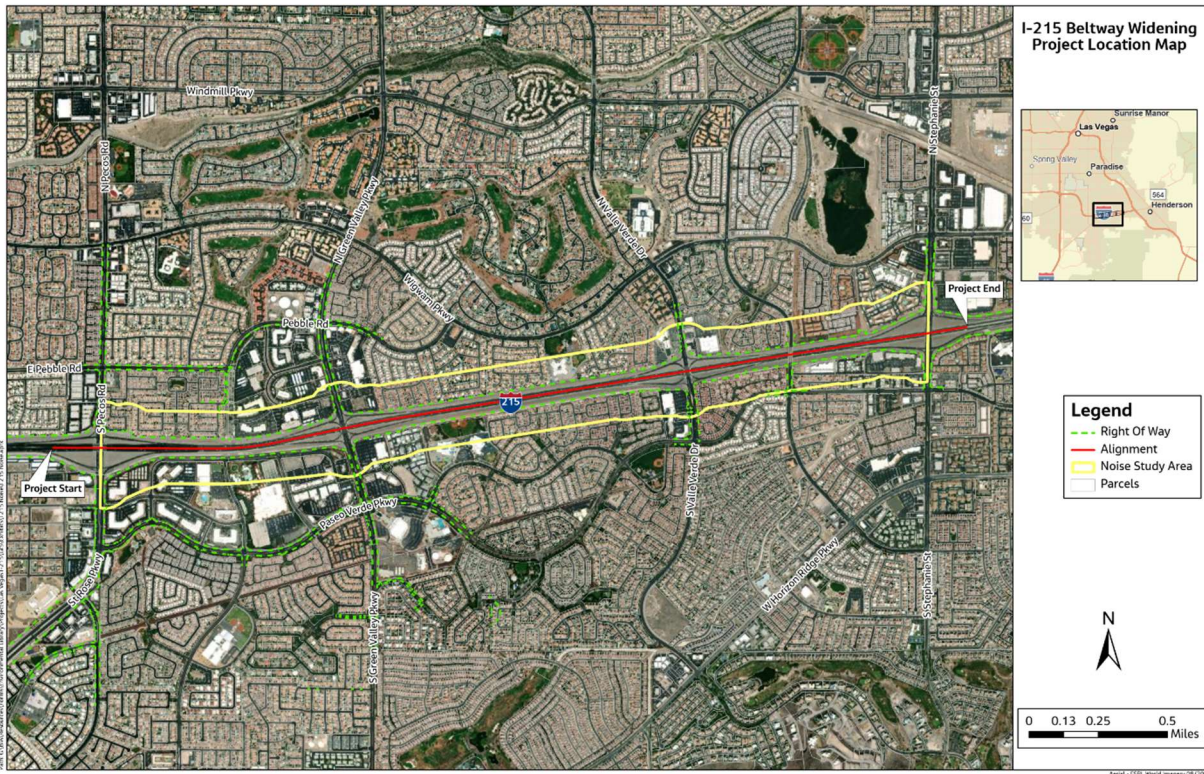 I-215 Beltway Widening
Project Location Map
Windmill Pkwy
N Pecos Rd
N Green Valley Pkwy
N Valle Verde Dr
N Stephanie St
Wigwam Pkwy
Pebble Rd
E Pebble Rd
S Pecos Rd
Project End
215
Project Start
Paseo Verde Pkwy
St Rose Pkwy
S Green Valley Pkwy
S Valle Verde Dr
W Horizon Ridge Pkwy
S Stephanie St
Sunrise Manor
Las Vegas
Spring Valley
Paradise
564
Henderson
60
Legend
Right Of Way
Alignment
Noise Study Area
Parcels
N
0 0.13 0.25 0.5
Miles